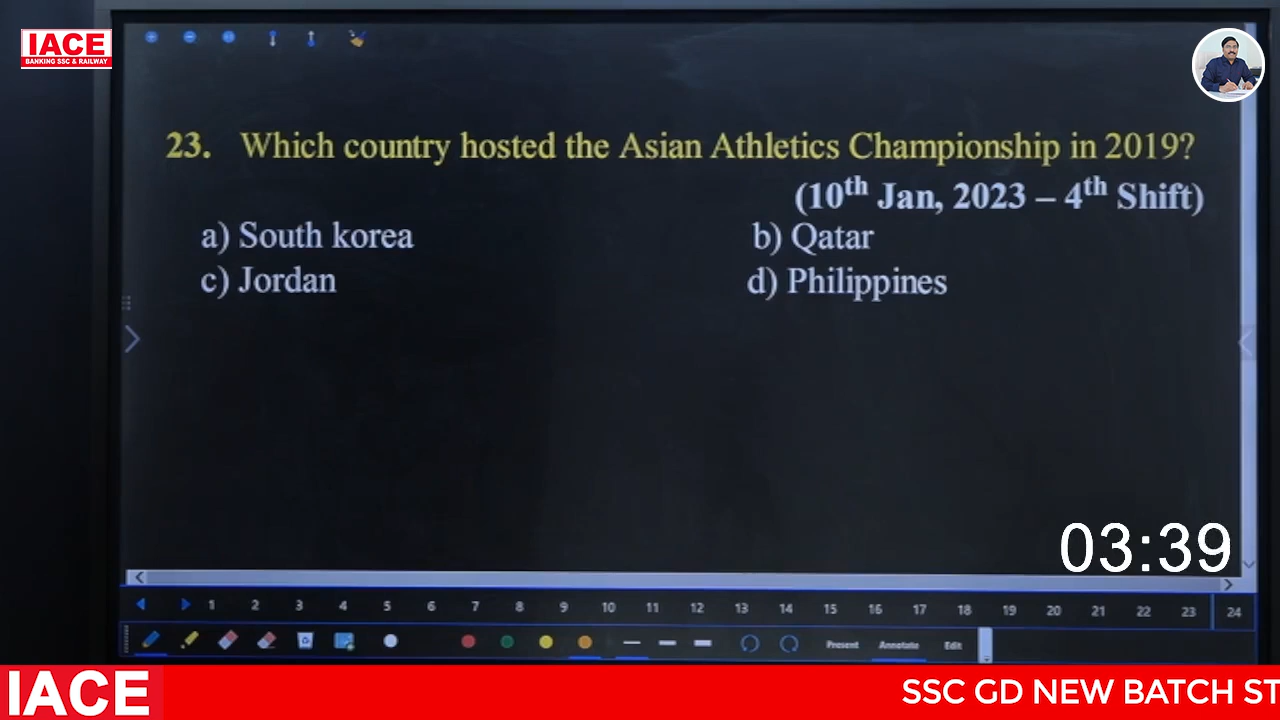 IACE
BANKING SSC & RAILWAY
23. Which country hosted the Asian Athletics Championship in 2019?
(10th Jan, 2023 – 4th Shift)
a) South korea b) Qatar
c) Jordan d) Philippines
03:39
1 2 3 4 5 6 7 8 9 10 11 12 13 14 15 16 17 18 19 20 21 22 23 24
Present Annotate Edit
IACE SSC GD NEW BATCH ST